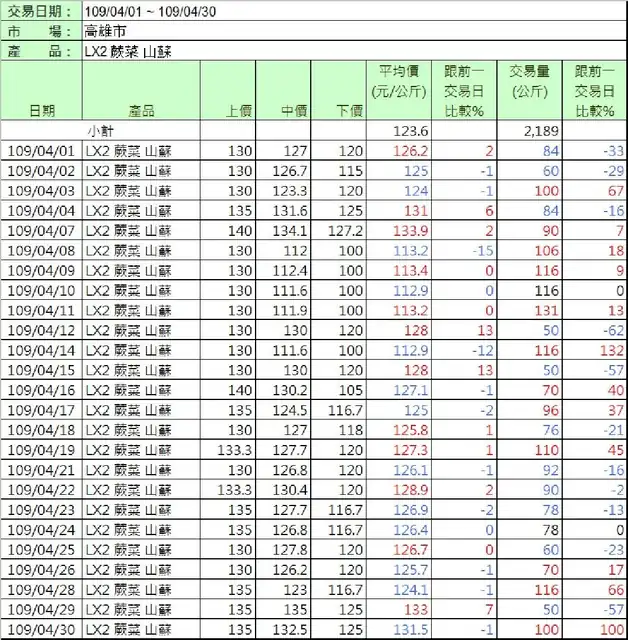 交易日期： 109/04/01 ~ 109/04/30
市 場： 高雄市
產 品： LX2 蕨菜 山蘇
日期 產品 上價 中價 下價 平均價 (元/公斤) 跟前一交易日比較% 交易量 (公斤) 跟前一交易日比較%
小計 123.6 2,189
109/04/01 LX2 蕨菜 山蘇 130 127 120 126.2 2 84 -33
109/04/02 LX2 蕨菜 山蘇 130 126.7 115 125 -1 60 -29
109/04/03 LX2 蕨菜 山蘇 130 123.3 120 124 -1 100 67
109/04/04 LX2 蕨菜 山蘇 135 131.6 125 131 6 84 -16
109/04/07 LX2 蕨菜 山蘇 140 134.1 127.2 133.9 2 90 7
109/04/08 LX2 蕨菜 山蘇 130 112 100 113.2 -15 106 18
109/04/09 LX2 蕨菜 山蘇 130 112.4 100 113.4 0 116 9
109/04/10 LX2 蕨菜 山蘇 130 111.6 100 112.9 0 116 0
109/04/11 LX2 蕨菜 山蘇 130 111.9 100 113.2 0 131 13
109/04/12 LX2 蕨菜 山蘇 130 130 120 128 13 50 -62
109/04/14 LX2 蕨菜 山蘇 130 111.6 100 112.9 -12 116 132
109/04/15 LX2 蕨菜 山蘇 130 130 120 128 13 50 -57
109/04/16 LX2 蕨菜 山蘇 140 130.2 105 127.1 -1 70 40
109/04/17 LX2 蕨菜 山蘇 135 124.5 116.7 125 -2 96 37
109/04/18 LX2 蕨菜 山蘇 130 127 118 125.8 1 76 -21
109/04/19 LX2 蕨菜 山蘇 133.3 127.7 120 127.3 1 110 45
109/04/21 LX2 蕨菜 山蘇 130 126.8 120 126.1 -1 92 -16
109/04/22 LX2 蕨菜 山蘇 133.3 130.4 120 128.9 2 90 -2
109/04/23 LX2 蕨菜 山蘇 135 127.7 116.7 126.9 -2 78 -13
109/04/24 LX2 蕨菜 山蘇 135 126.8 116.7 126.4 0 78 0
109/04/25 LX2 蕨菜 山蘇 130 127.8 120 126.7 0 60 -23
109/04/26 LX2 蕨菜 山蘇 130 126.2 120 125.7 -1 70 17
109/04/28 LX2 蕨菜 山蘇 135 123 116.7 124.1 -1 116 66
109/04/29 LX2 蕨菜 山蘇 135 135 125 133 7 50 -57
109/04/30 LX2 蕨菜 山蘇 135 132.5 125 131.5 -1 100 100